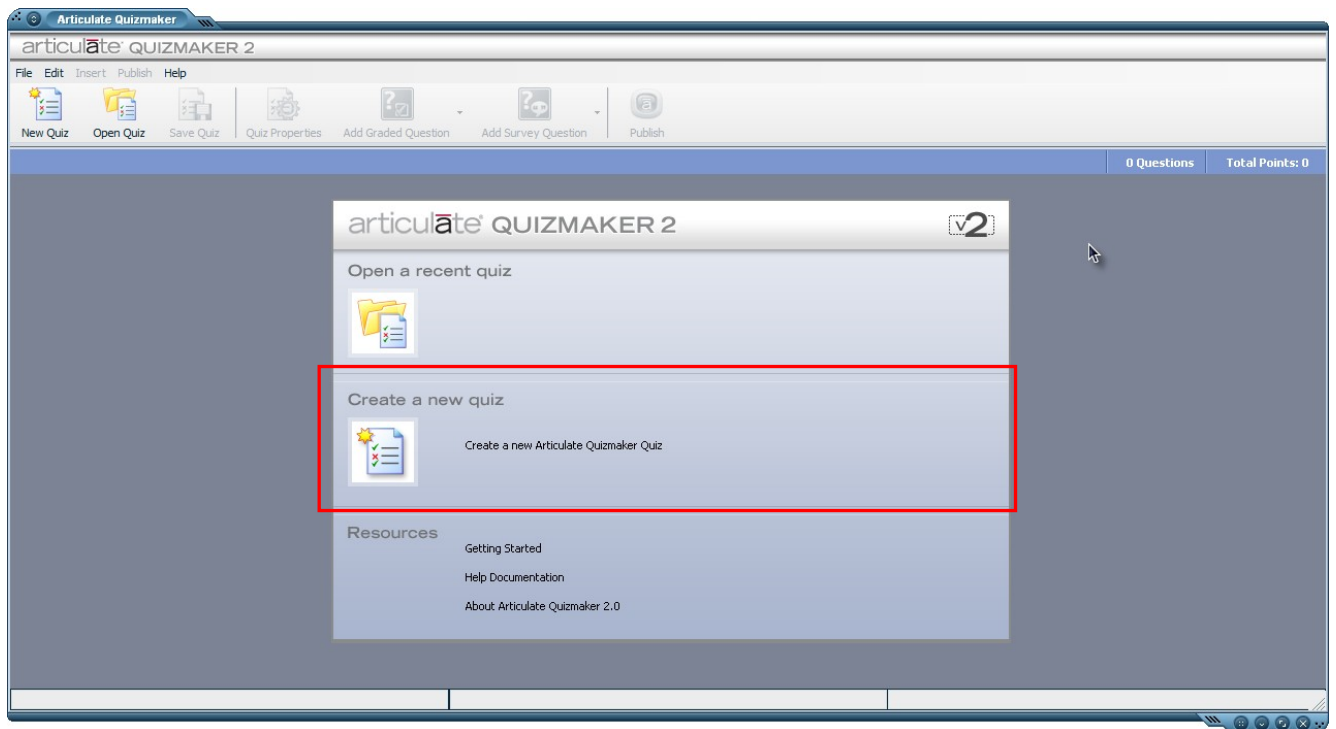 Articulate Quizmaker
articulāte® QUIZMAKER 2
File Edit Insert Publish Help
New Quiz Open Quiz Save Quiz Quiz Properties Add Graded Question Add Survey Question Publish
0 Questions Total Points: 0
articulāte® QUIZMAKER 2 v2
Open a recent quiz
Create a new quiz
Create a new Articulate Quizmaker Quiz
Resources
Getting Started
Help Documentation
About Articulate Quizmaker 2.0